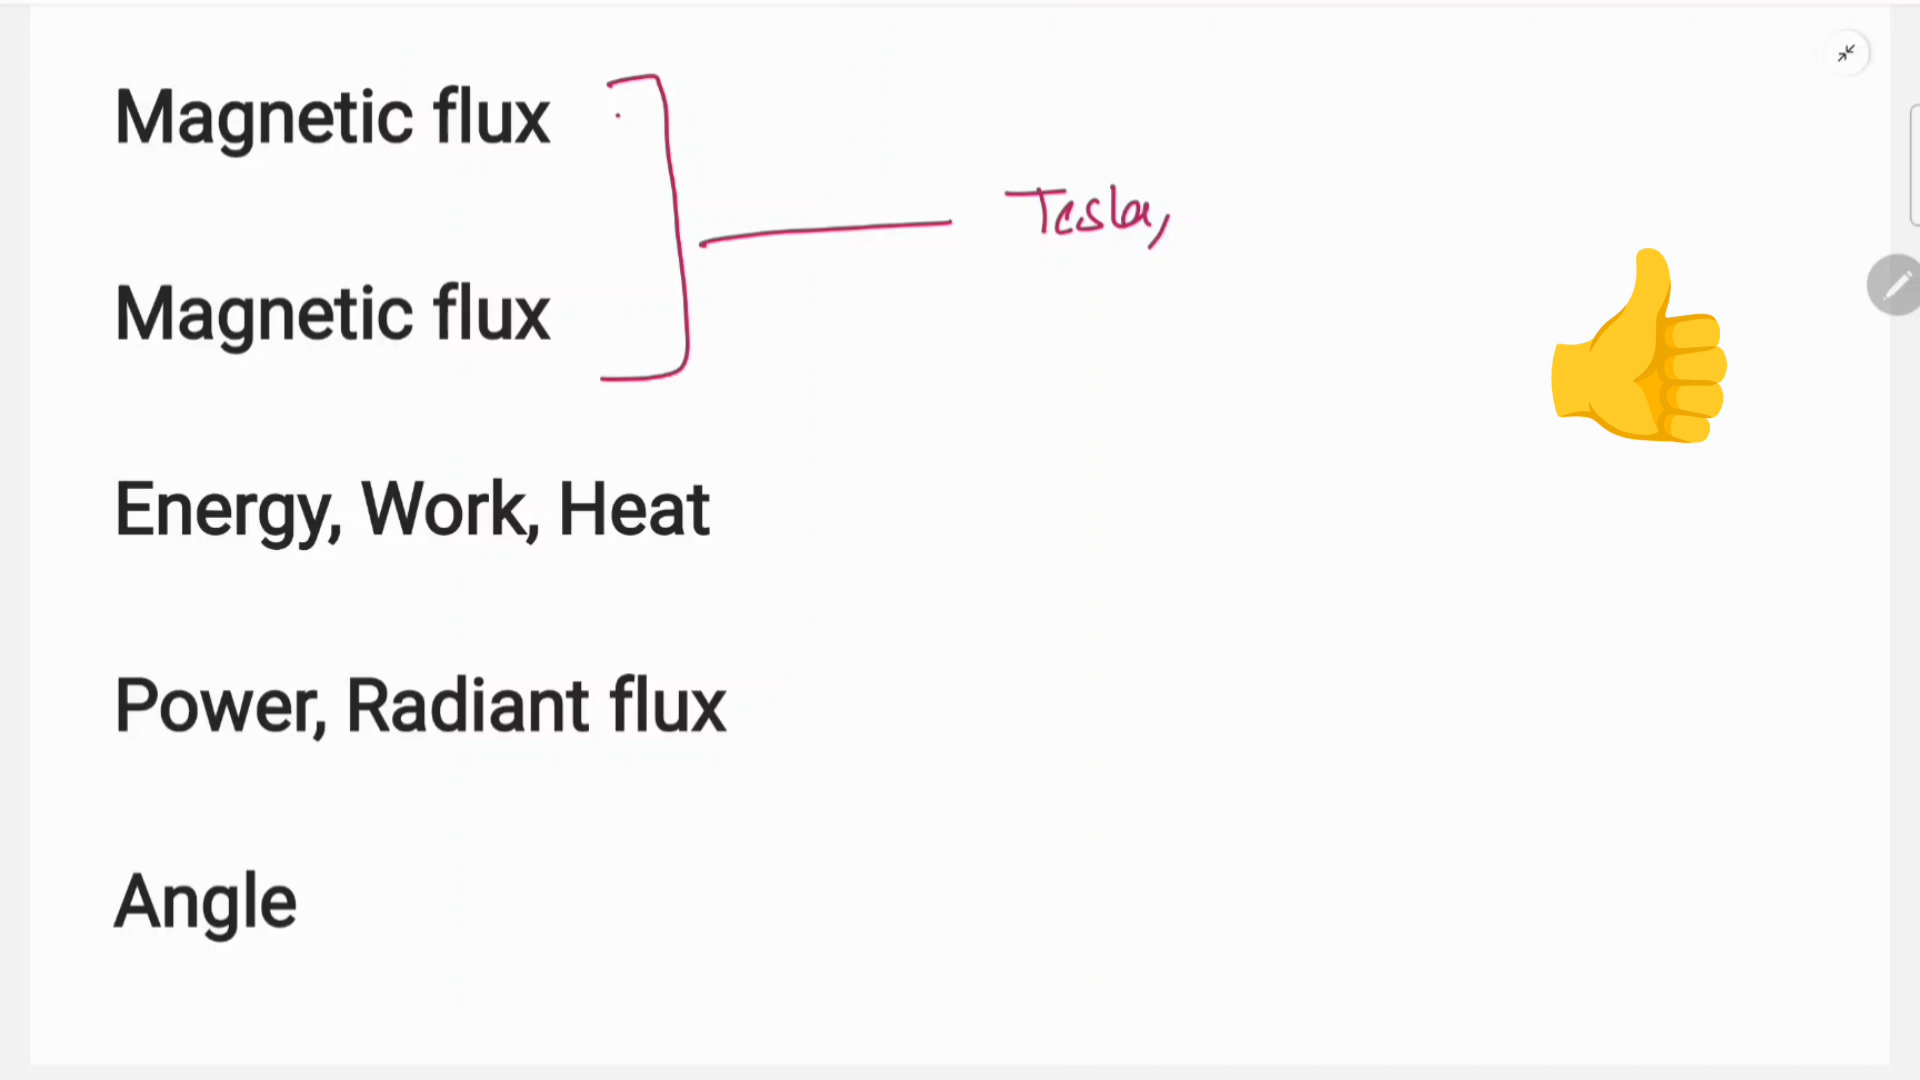 Magnetic flux
Tesla,
Magnetic flux
Energy, Work, Heat
Power, Radiant flux
Angle